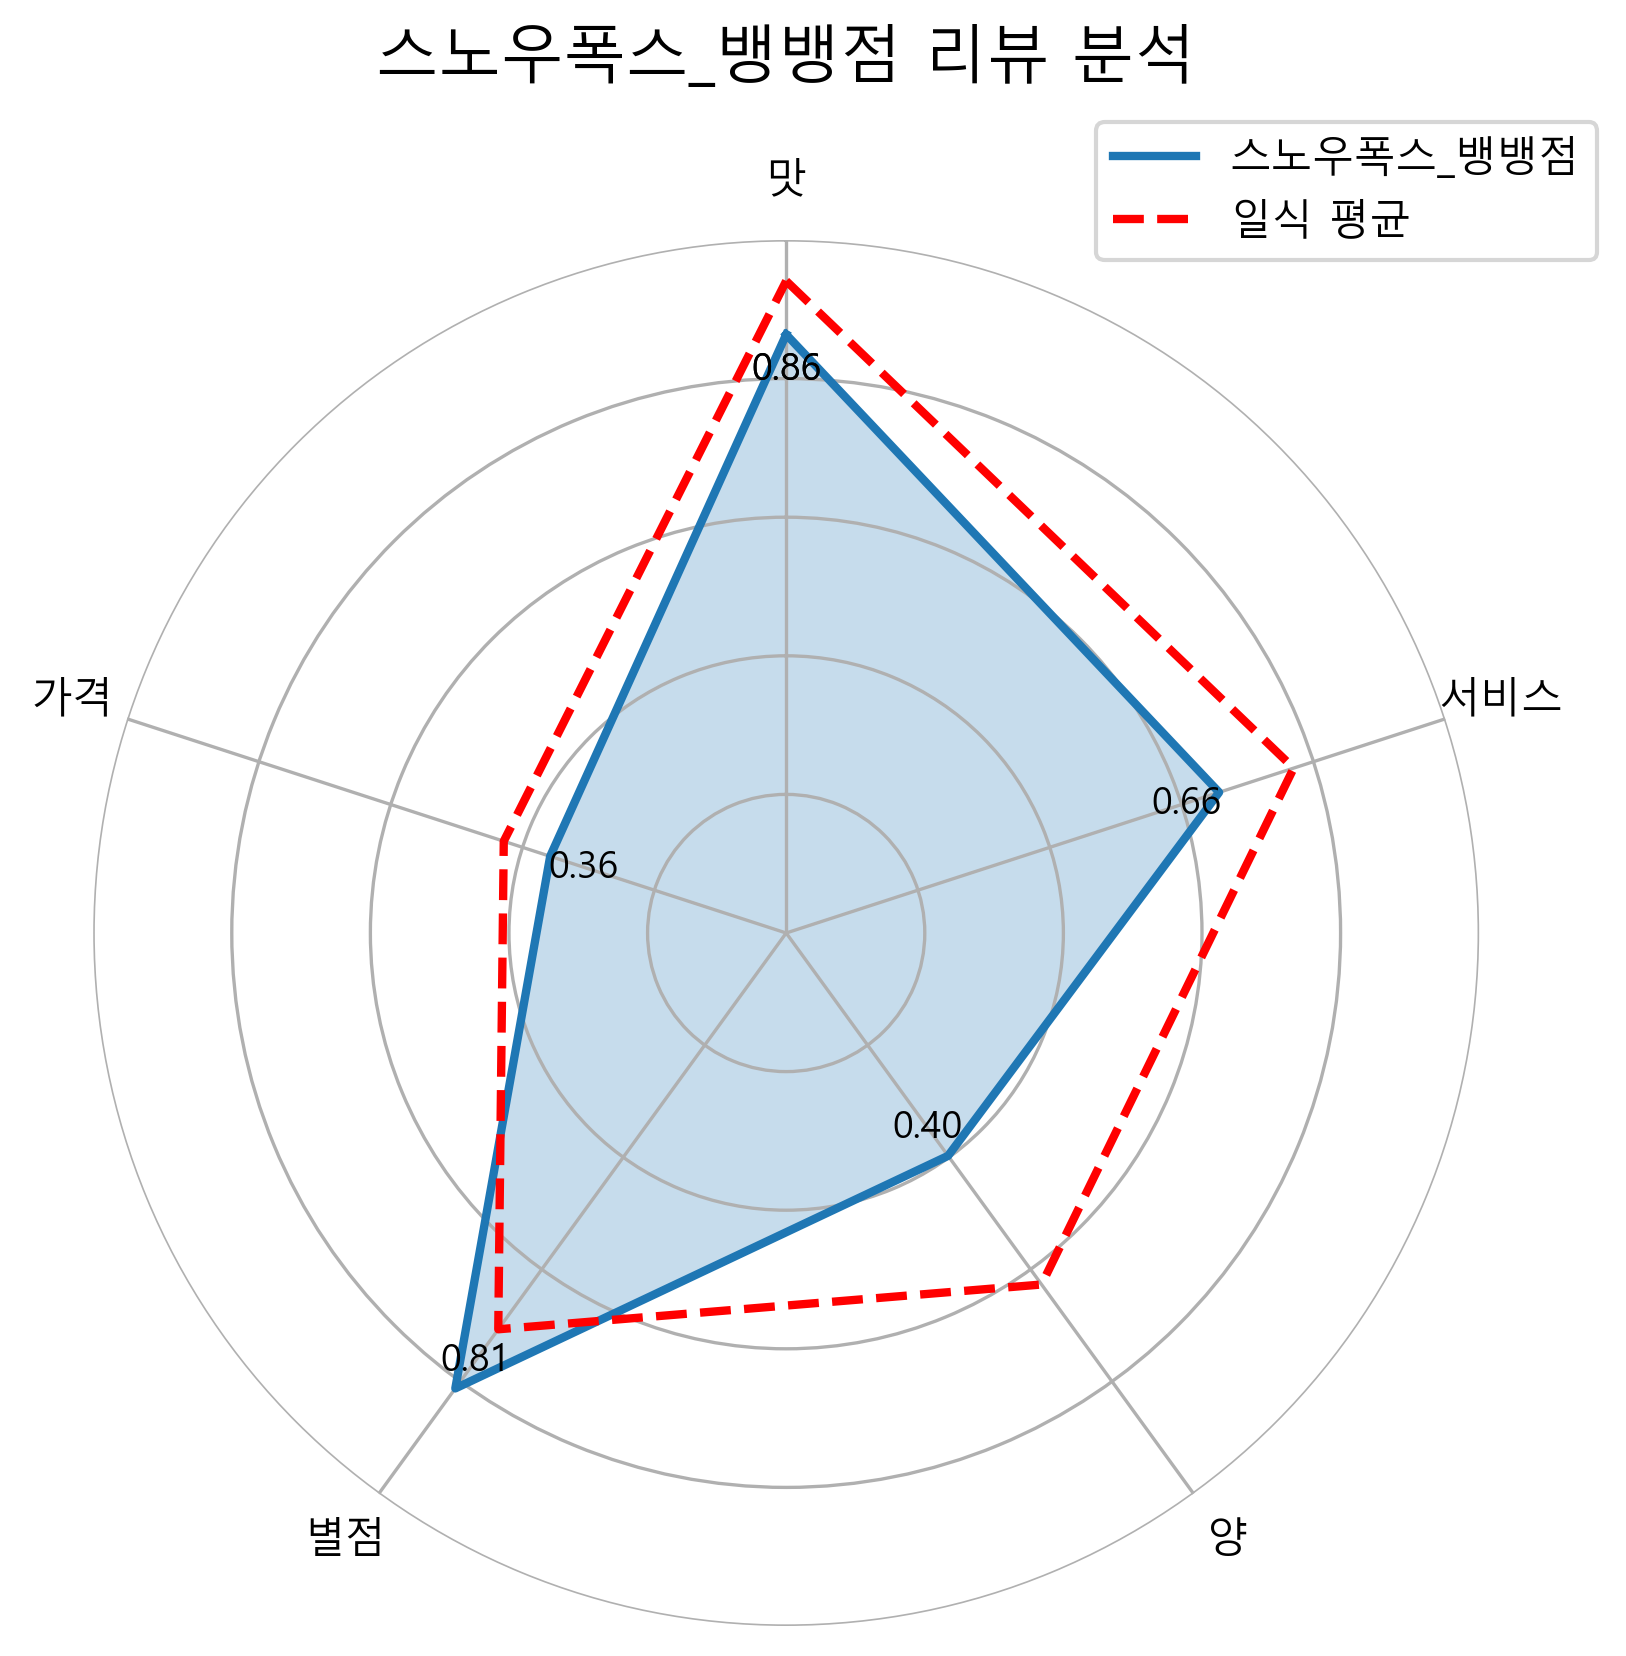 스노우폭스_뱅뱅점 리뷰 분석
스노우폭스_뱅뱅점
일식 평균
맛
0.86
서비스
0.66
가격
0.36
0.40
0.81
별점
양